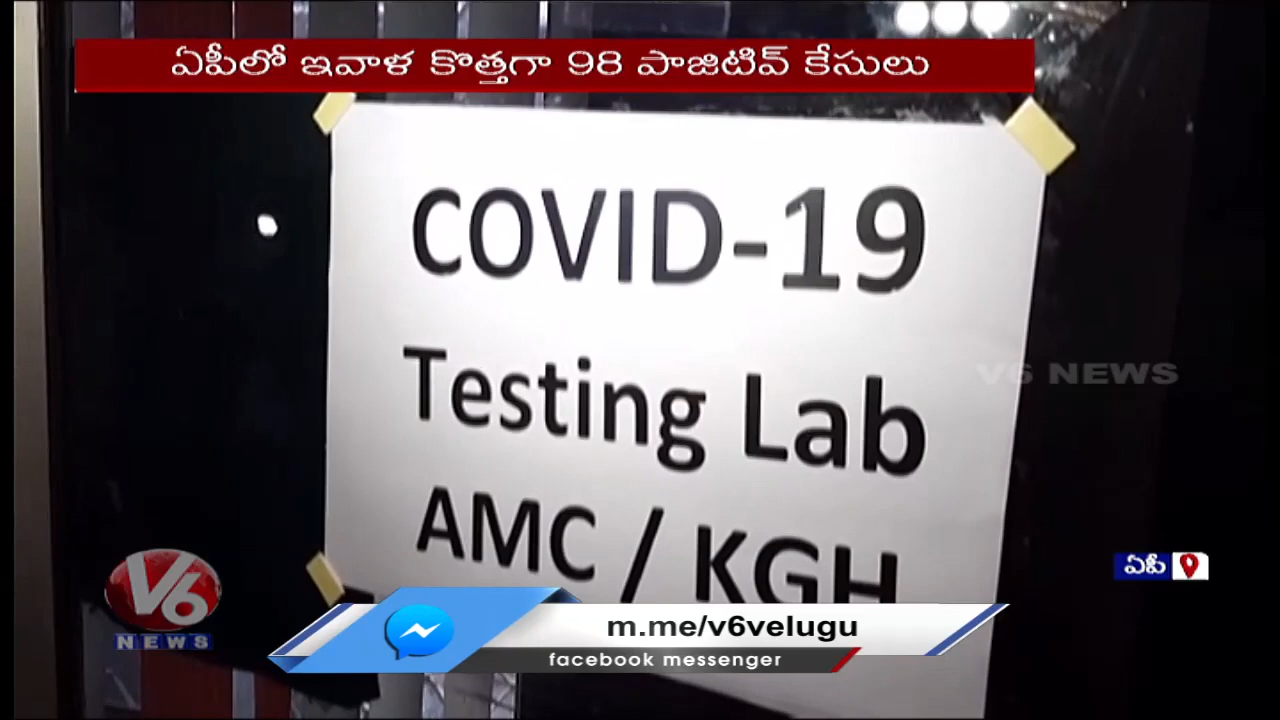 ఏపీలో ఇవాళ కొత్తగా 98 పాజిటివ్ కేసులు
COVID-19
Testing Lab
V6 NEWS
AMC / KGH
ఏపీ
V6
NEWS
m.me/v6velugu
facebook messenger